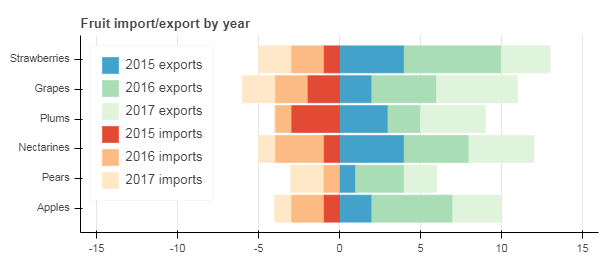 Fruit import/export by year
Strawberries
Grapes
Plums
Nectarines
Pears
Apples
2015 exports
2016 exports
2017 exports
2015 imports
2016 imports
2017 imports
-15 -10 -5 0 5 10 15